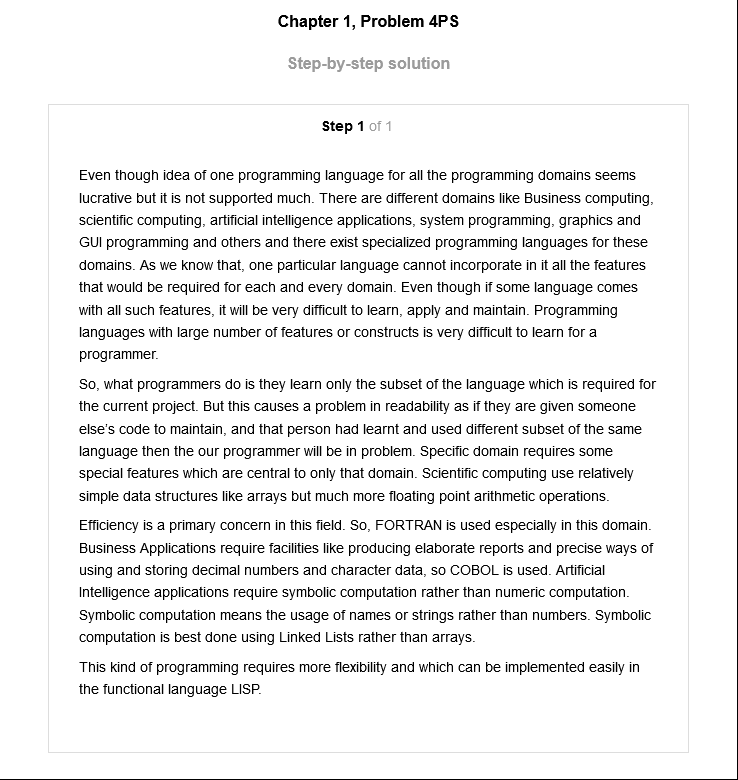 Chapter 1, Problem 4PS
Step-by-step solution
Step 1 of 1
Even though idea of one programming language for all the programming domains seems
lucrative but it is not supported much. There are different domains like Business computing,
scientific computing, artificial intelligence applications, system programming, graphics and
GUI programming and others and there exist specialized programming languages for these
domains. As we know that, one particular language cannot incorporate in it all the features
that would be required for each and every domain. Even though if some language comes
with all such features, it will be very difficult to learn, apply and maintain. Programming
languages with large number of features or constructs is very difficult to learn for a
programmer.
So, what programmers do is they learn only the subset of the language which is required for
the current project. But this causes a problem in readability as if they are given someone
else's code to maintain, and that person had learnt and used different subset of the same
language then the our programmer will be in problem. Specific domain requires some
special features which are central to only that domain. Scientific computing use relatively
simple data structures like arrays but much more floating point arithmetic operations.
Efficiency is a primary concern in this field. So, FORTRAN is used especially in this domain.
Business Applications require facilities like producing elaborate reports and precise ways of
using and storing decimal numbers and character data, so COBOL is used. Artificial
Intelligence applications require symbolic computation rather than numeric computation.
Symbolic computation means the usage of names or strings rather than numbers. Symbolic
computation is best done using Linked Lists rather than arrays.
This kind of programming requires more flexibility and which can be implemented easily in
the functional language LISP.